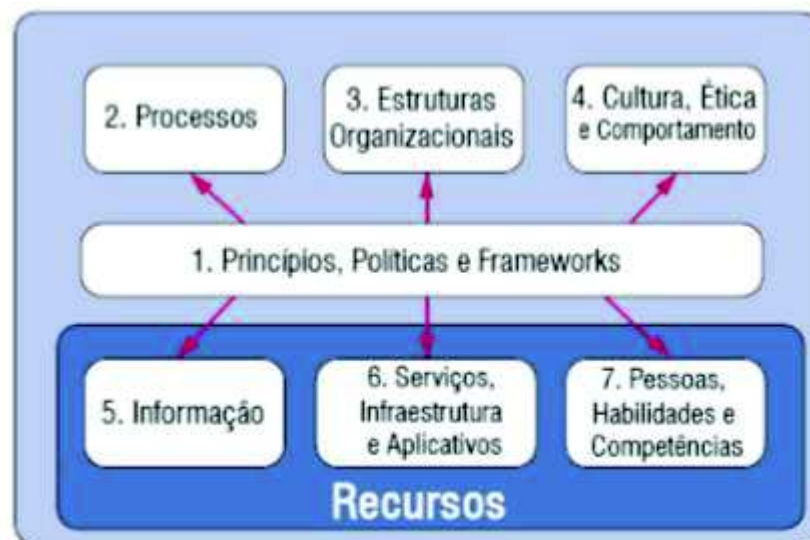 2. Processos
3. Estruturas
Organizacionais
4. Cultura, Ética
e Comportamento
1. Princípios, Políticas e Frameworks
5. Informação
6. Serviços,
Infraestrutura
e Aplicativos
7. Pessoas,
Habilidades e
Competências
Recursos